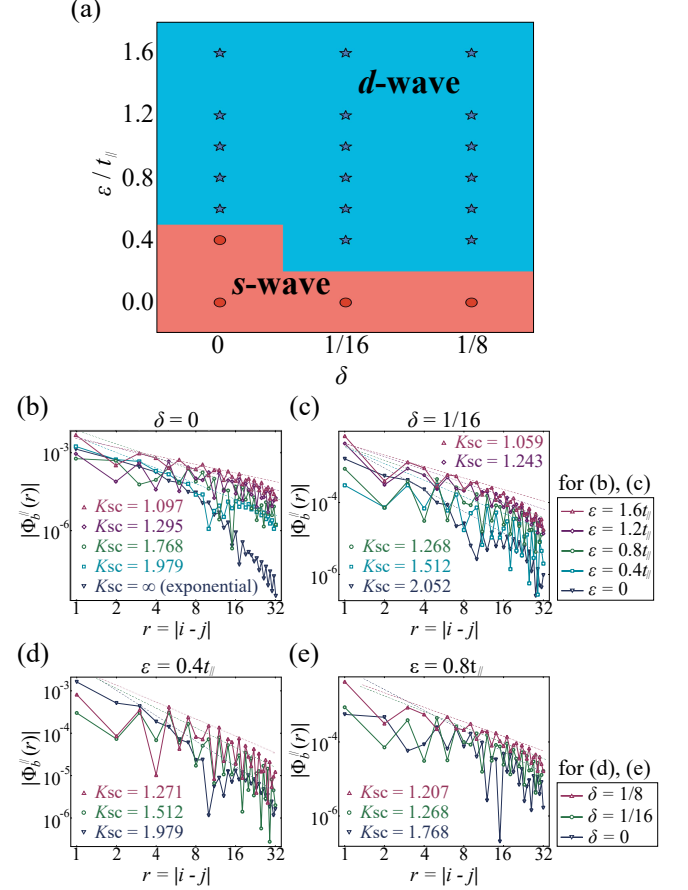 (a)
1.6
1.2
1.0
0.8
0.4
0.0
ε / t∥
d-wave
s-wave
0
1/16
1/8
δ
(b)
δ = 0
10⁻³
10⁻⁶
|Φ_b^∥(r)|
Ksc = 1.097
Ksc = 1.295
Ksc = 1.768
Ksc = 1.979
Ksc = ∞ (exponential)
1 2 4 8 16 32
r = |i - j|
(c)
δ = 1/16
10⁻⁴
10⁻⁶
|Φ_b^∥(r)|
Ksc = 1.059
Ksc = 1.243
Ksc = 1.268
Ksc = 1.512
Ksc = 2.052
1 2 4 8 16 32
r = |i - j|
for (b), (c)
ε = 1.6t∥
ε = 1.2t∥
ε = 0.8t∥
ε = 0.4t∥
ε = 0
(d)
ε = 0.4t∥
10⁻³
10⁻⁴
10⁻⁵
10⁻⁶
|Φ_b^∥(r)|
Ksc = 1.271
Ksc = 1.512
Ksc = 1.979
1 2 4 8 16 32
r = |i - j|
(e)
ε = 0.8t∥
10⁻⁴
10⁻⁶
|Φ_b^∥(r)|
Ksc = 1.207
Ksc = 1.268
Ksc = 1.768
1 2 4 8 16 32
r = |i - j|
for (d), (e)
δ = 1/8
δ = 1/16
δ = 0